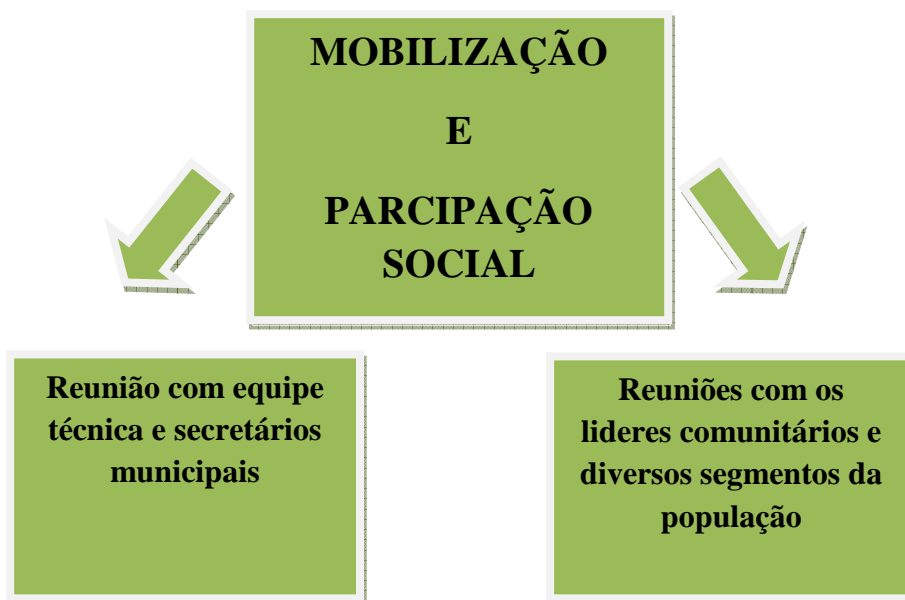 MOBILIZAÇÃO
E
PARCIPAÇÃO
SOCIAL
Reunião com equipe
técnica e secretários
municipais
Reuniões com os
lideres comunitários e
diversos segmentos da
população